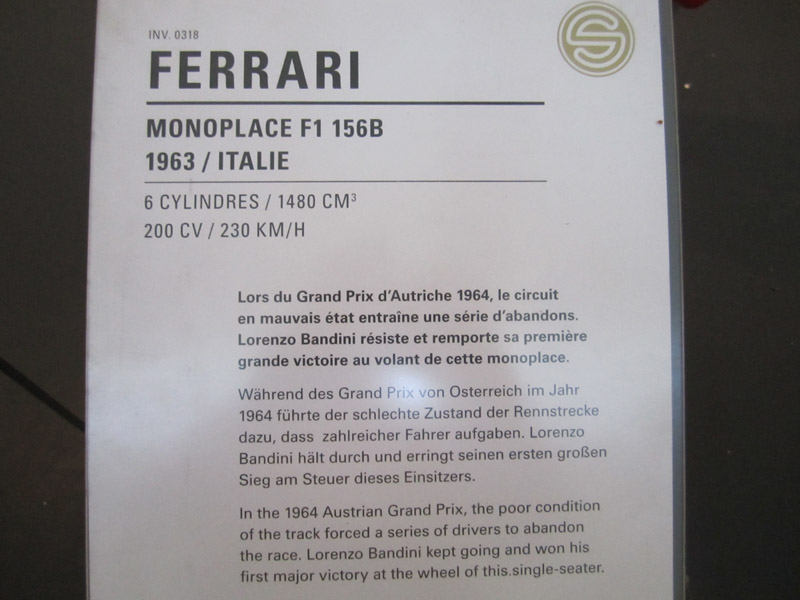 INV. 0318
FERRARI
MONOPLACE F1 156B
1963 / ITALIE
6 CYLINDRES / 1480 CM³
200 CV / 230 KM/H
Lors du Grand Prix d'Autriche 1964, le circuit
en mauvais état entraîne une série d'abandons.
Lorenzo Bandini résiste et remporte sa première
grande victoire au volant de cette monoplace.
Während des Grand Prix von Osterreich im Jahr
1964 führte der schlechte Zustand der Rennstrecke
dazu, dass zahlreicher Fahrer aufgaben. Lorenzo
Bandini hält durch und erringt seinen ersten großen
Sieg am Steuer dieses Einsitzers.
In the 1964 Austrian Grand Prix, the poor condition
of the track forced a series of drivers to abandon
the race. Lorenzo Bandini kept going and won his
first major victory at the wheel of this.single-seater.